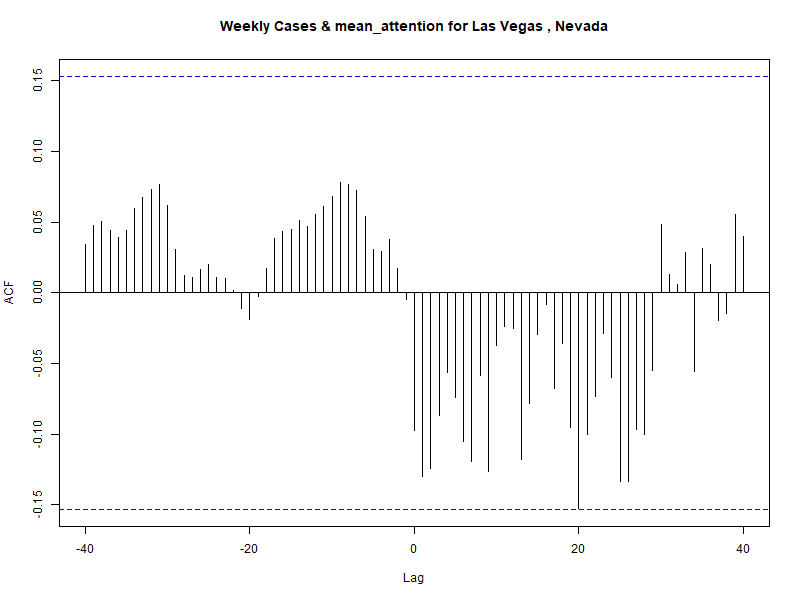 Weekly Cases & mean_attention for Las Vegas , Nevada
ACF
0.15
0.10
0.05
0.00
-0.05
-0.10
-0.15
-40 -20 0 20 40
Lag